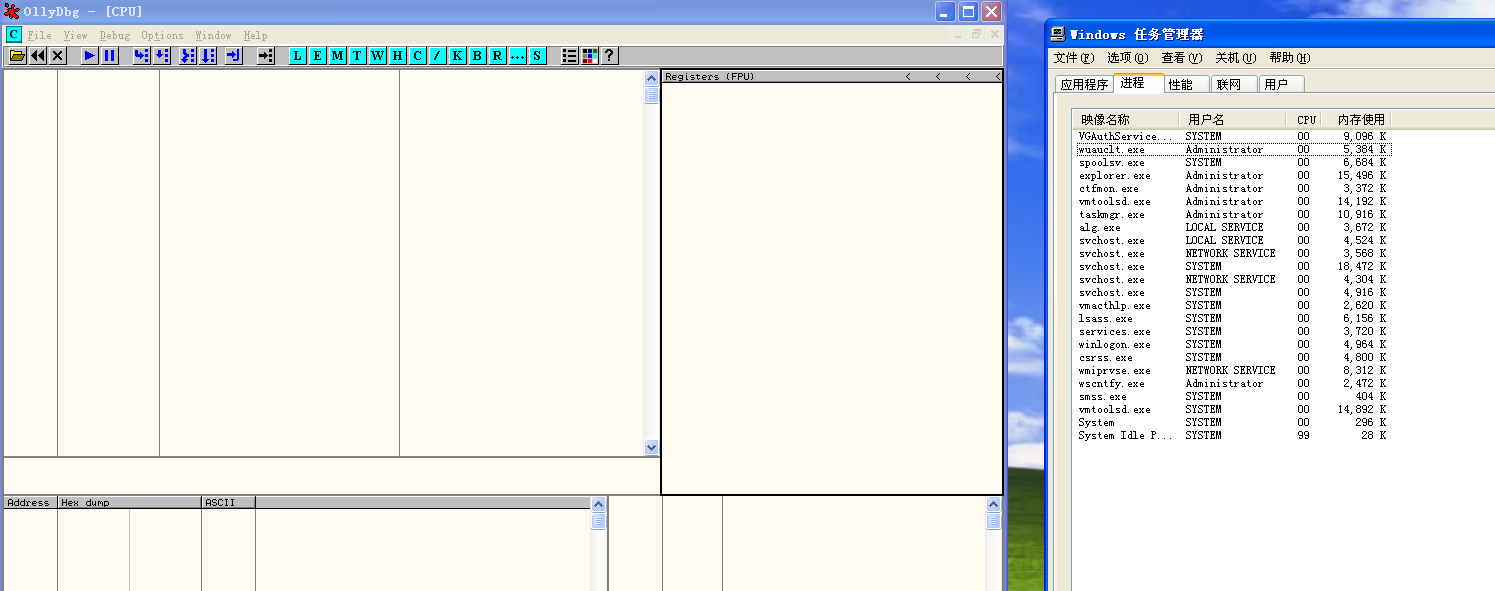 OllyDbg - [CPU]
C File View Debug Options Window Help
L E M T W H C / K B R ... S ?
Registers (FPU) < < < <
Address Hex dump ASCII
Windows 任务管理器
文件(F) 选项(O) 查看(V) 关机(U) 帮助(H)
应用程序 进程 性能 联网 用户
映像名称 用户名 CPU 内存使用
VGAuthService... SYSTEM 00 9,096 K
wuauclt.exe Administrator 00 5,384 K
spoolsv.exe SYSTEM 00 6,684 K
explorer.exe Administrator 00 15,496 K
ctfmon.exe Administrator 00 3,372 K
vmtoolsd.exe Administrator 00 14,192 K
taskmgr.exe Administrator 00 10,916 K
alg.exe LOCAL SERVICE 00 3,672 K
svchost.exe LOCAL SERVICE 00 4,524 K
svchost.exe NETWORK SERVICE 00 3,568 K
svchost.exe SYSTEM 00 18,472 K
svchost.exe NETWORK SERVICE 00 4,304 K
svchost.exe SYSTEM 00 4,916 K
vmacthlp.exe SYSTEM 00 2,620 K
lsass.exe SYSTEM 00 6,156 K
services.exe SYSTEM 00 3,720 K
winlogon.exe SYSTEM 00 4,964 K
csrss.exe SYSTEM 00 4,800 K
wmiprvse.exe NETWORK SERVICE 00 8,312 K
wscntfy.exe Administrator 00 2,472 K
smss.exe SYSTEM 00 404 K
vmtoolsd.exe SYSTEM 00 14,892 K
System SYSTEM 00 296 K
System Idle P... SYSTEM 99 28 K